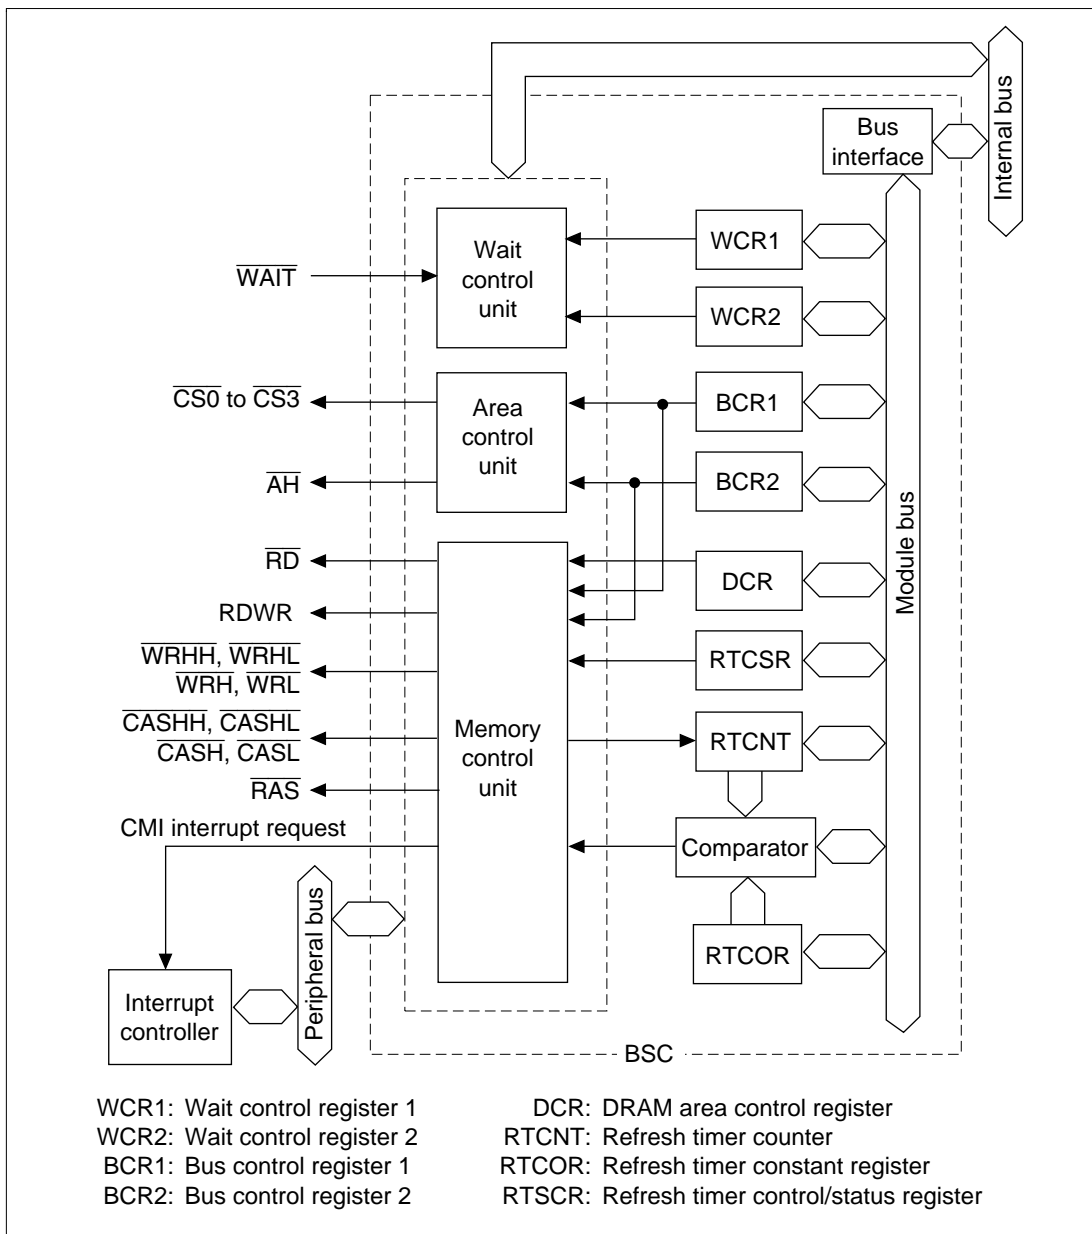 Internal bus
Bus
interface
Wait
control
unit
WCR1
WAIT
WCR2
CS0 to CS3
Area
control
unit
BCR1
AH
BCR2
Module bus
RD
DCR
RDWR
WRHH, WRHL
WRH, WRL
RTCSR
CASHH, CASHL
CASH, CASL
Memory
control
unit
RTCNT
RAS
CMI interrupt request
Comparator
Peripheral bus
RTCOR
Interrupt
controller
BSC
WCR1: Wait control register 1
WCR2: Wait control register 2
BCR1: Bus control register 1
BCR2: Bus control register 2
DCR: DRAM area control register
RTCNT: Refresh timer counter
RTCOR: Refresh timer constant register
RTSCR: Refresh timer control/status register